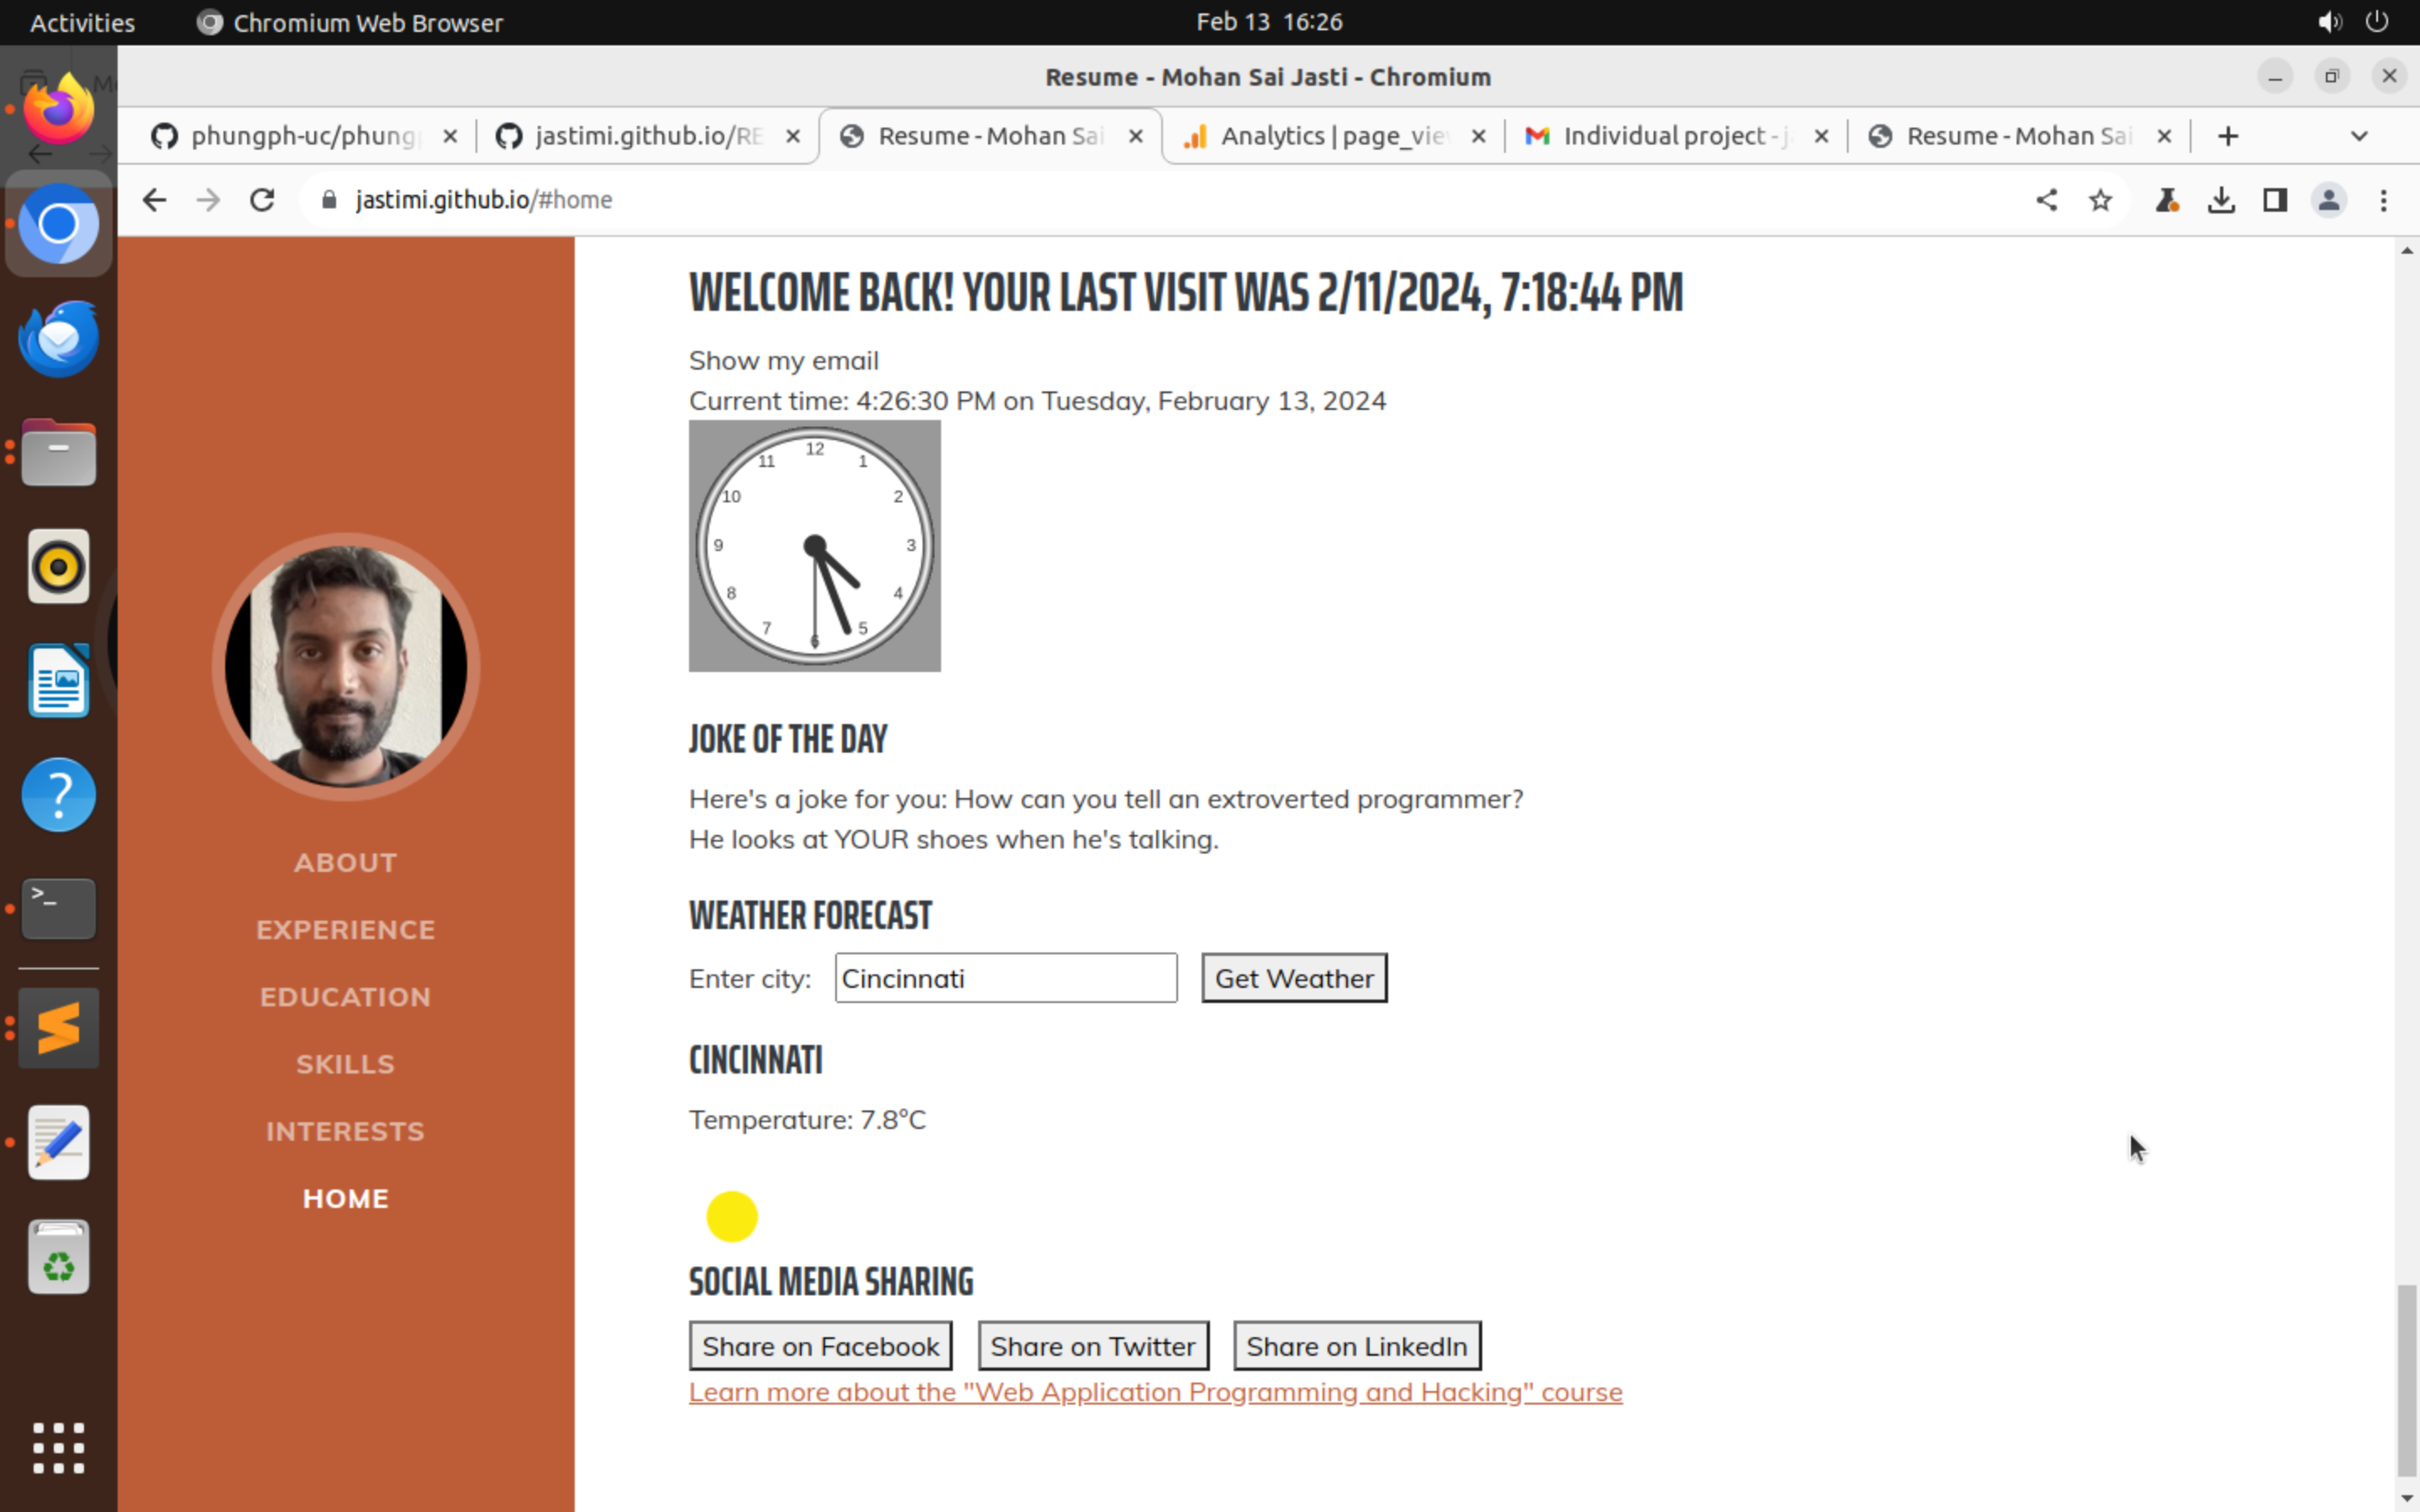 Activities
Chromium Web Browser
Feb 13 16:26
Resume - Mohan Sai Jasti - Chromium
phungph-uc/phung
jastimi.github.io/RE
Resume - Mohan Sai
Analytics | page_vie
Individual project - j
Resume - Mohan Sai
jastimi.github.io/#home
WELCOME BACK! YOUR LAST VISIT WAS 2/11/2024, 7:18:44 PM
Show my email
Current time: 4:26:30 PM on Tuesday, February 13, 2024
12
11 1
10 2
9 3
8 4
7 5
6
JOKE OF THE DAY
Here's a joke for you: How can you tell an extroverted programmer?
He looks at YOUR shoes when he's talking.
ABOUT
EXPERIENCE
EDUCATION
SKILLS
INTERESTS
HOME
WEATHER FORECAST
Enter city: Cincinnati Get Weather
CINCINNATI
Temperature: 7.8°C
SOCIAL MEDIA SHARING
Share on Facebook Share on Twitter Share on LinkedIn
Learn more about the "Web Application Programming and Hacking" course